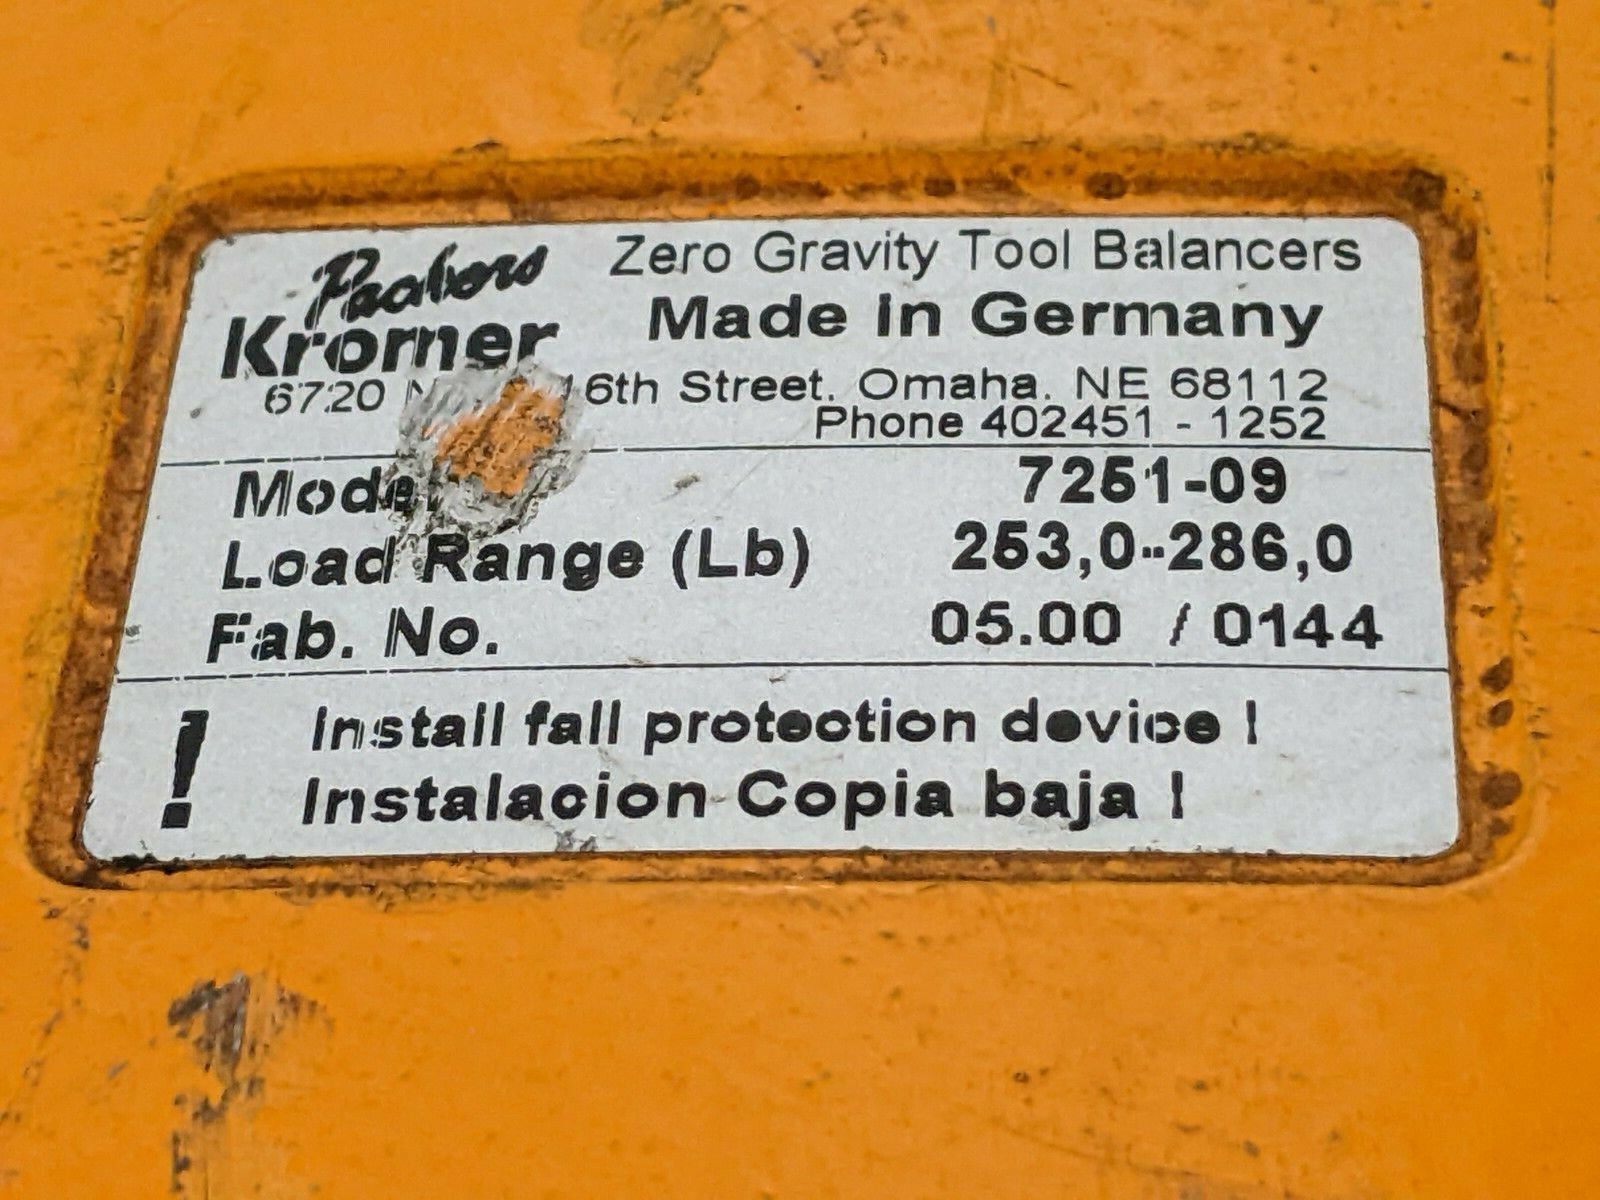 Packers
Kromer
Zero Gravity Tool Balancers
Made in Germany
6720 16th Street. Omaha. NE 68112
Phone 402451 - 1252
Model 7251-09
Load Range (Lb) 253,0-286,0
Fab. No. 05.00 / 0144
! Install fall protection device !
Instalacion Copia baja !